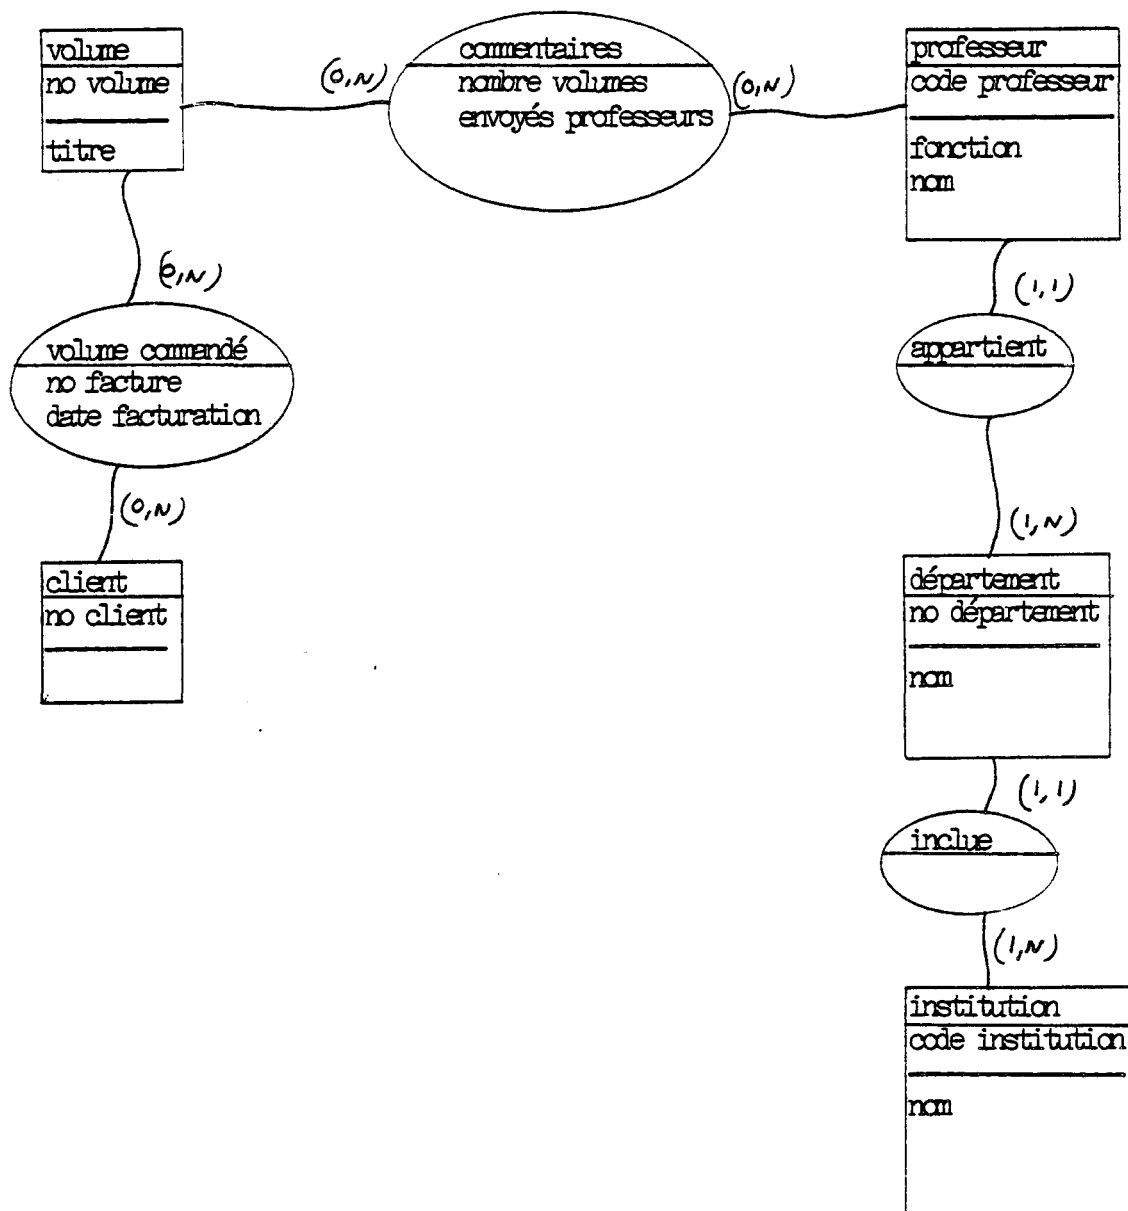 volume
no volume
titre
(0,N)
commentaires
nombre volumes
envoyés professeurs
(0,N)
professeur
code professeur
fonction
nom
(0,N)
volume commandé
no facture
date facturation
(0,N)
client
no client
(1,1)
appartient
(1,N)
département
no département
nom
(1,1)
inclue
(1,N)
institution
code institution
nom